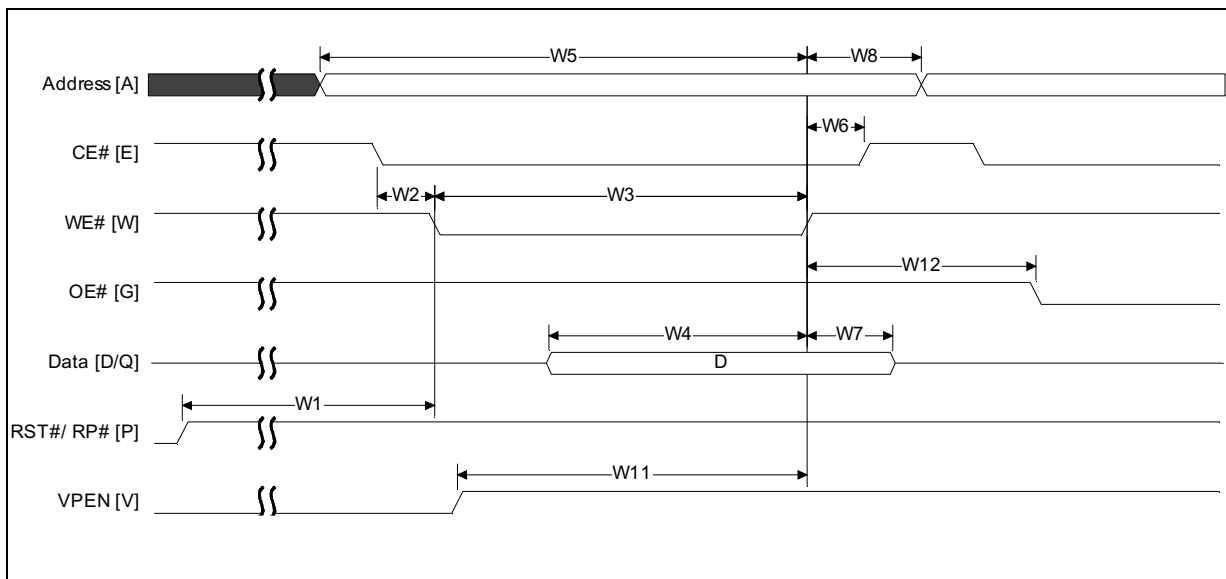 W5
W8
Address [A]
W6
CE# [E]
W2
W3
WE# [W]
W12
OE# [G]
W4
W7
Data [D/Q]
D
W1
RST#/ RP# [P]
W11
VPEN [V]